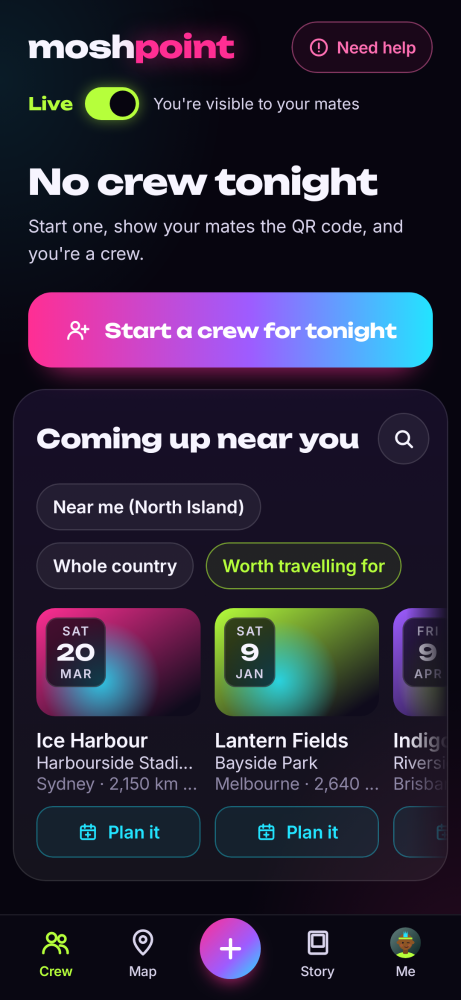 moshpoint
Need help
Live
You're visible to your mates
No crew tonight
Start one, show your mates the QR code, and
you're a crew.
Start a crew for tonight
Coming up near you
Near me (North Island)
Whole country
Worth travelling for
SAT
20
MAR
SAT
9
JAN
FRI
9
APR
Ice Harbour
Lantern Fields
Harbourside Stadi...
Bayside Park
Sydney · 2,150 km ...
Melbourne · 2,640 ...
Plan it
Plan it
Crew
Map
Story
Me